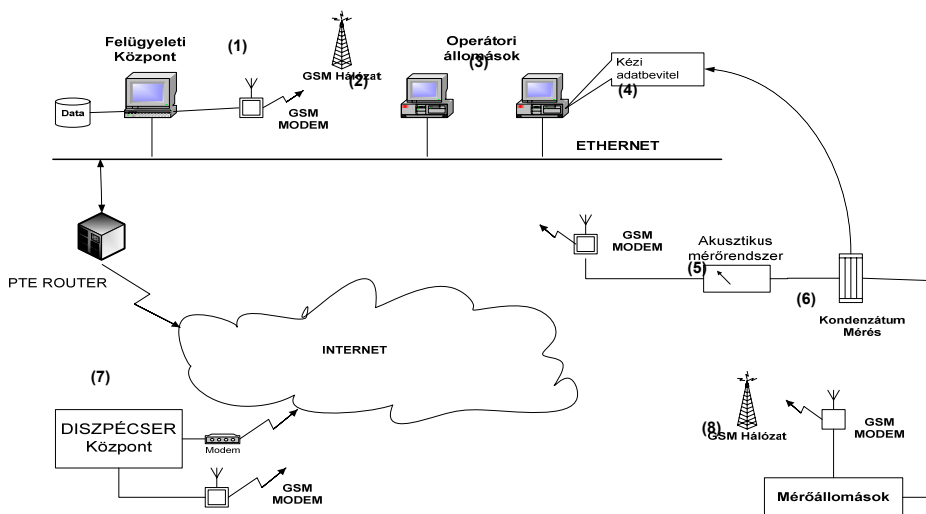 Felügyeleti
Központ
(1)
GSM Hálózat
(2)
Operátori
állomások
(3)
Kézi
adatbevitel
(4)
Data
GSM
MODEM
ETHERNET
PTE ROUTER
GSM
MODEM
Akusztikus
mérőrendszer
(5)
(6)
Kondenzátum
Mérés
INTERNET
(7)
DISZPÉCSER
Központ
Modem
GSM
MODEM
(8)
GSM Hálózat
GSM
MODEM
Mérőállomások